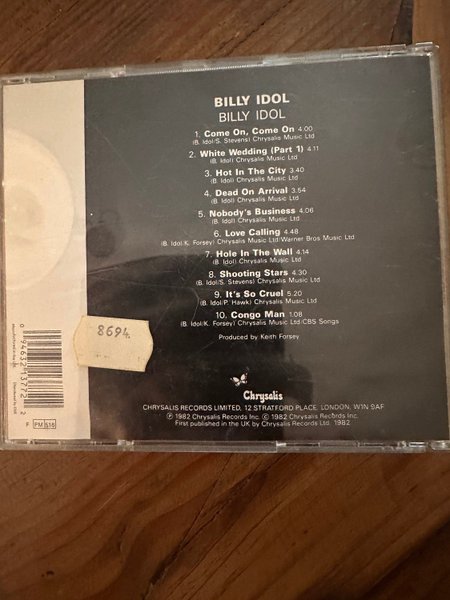 BILLY IDOL
BILLY IDOL
1. Come On, Come On 4.00
(B. Idol/S. Stevens) Chrysalis Music Ltd
2. White Wedding (Part 1) 4.11
(B. Idol) Chrysalis Music Ltd
3. Hot In The City 3.40
(B. Idol) Chrysalis Music Ltd
4. Dead On Arrival 3.54
(B. Idol) Chrysalis Music Ltd
5. Nobody's Business 4.06
(B. Idol) Chrysalis Music Ltd
6. Love Calling 4.48
(B. Idol/K. Forsey) Chrysalis Music Ltd/Warner Bros Music Ltd
7. Hole In The Wall 4.14
(B. Idol) Chrysalis Music Ltd
8. Shooting Stars 4.30
(B. Idol/S. Stevens) Chrysalis Music Ltd
9. It's So Cruel 5.20
(B. Idol/P. Hawk) Chrysalis Music Ltd
10. Congo Man 1.08
(B. Idol/K. Forsey) Chrysalis Music Ltd/CBS Songs
Produced by Keith Forsey
8694
Chrysalis
CHRYSALIS RECORDS LIMITED, 12 STRATFORD PLACE, LONDON, W1N 9AF
℗ 1982 Chrysalis Records Inc. © 1982 Chrysalis Records Inc.
First published in the UK by Chrysalis Records Ltd. 1982
0 94632 13772 2
F PM 518